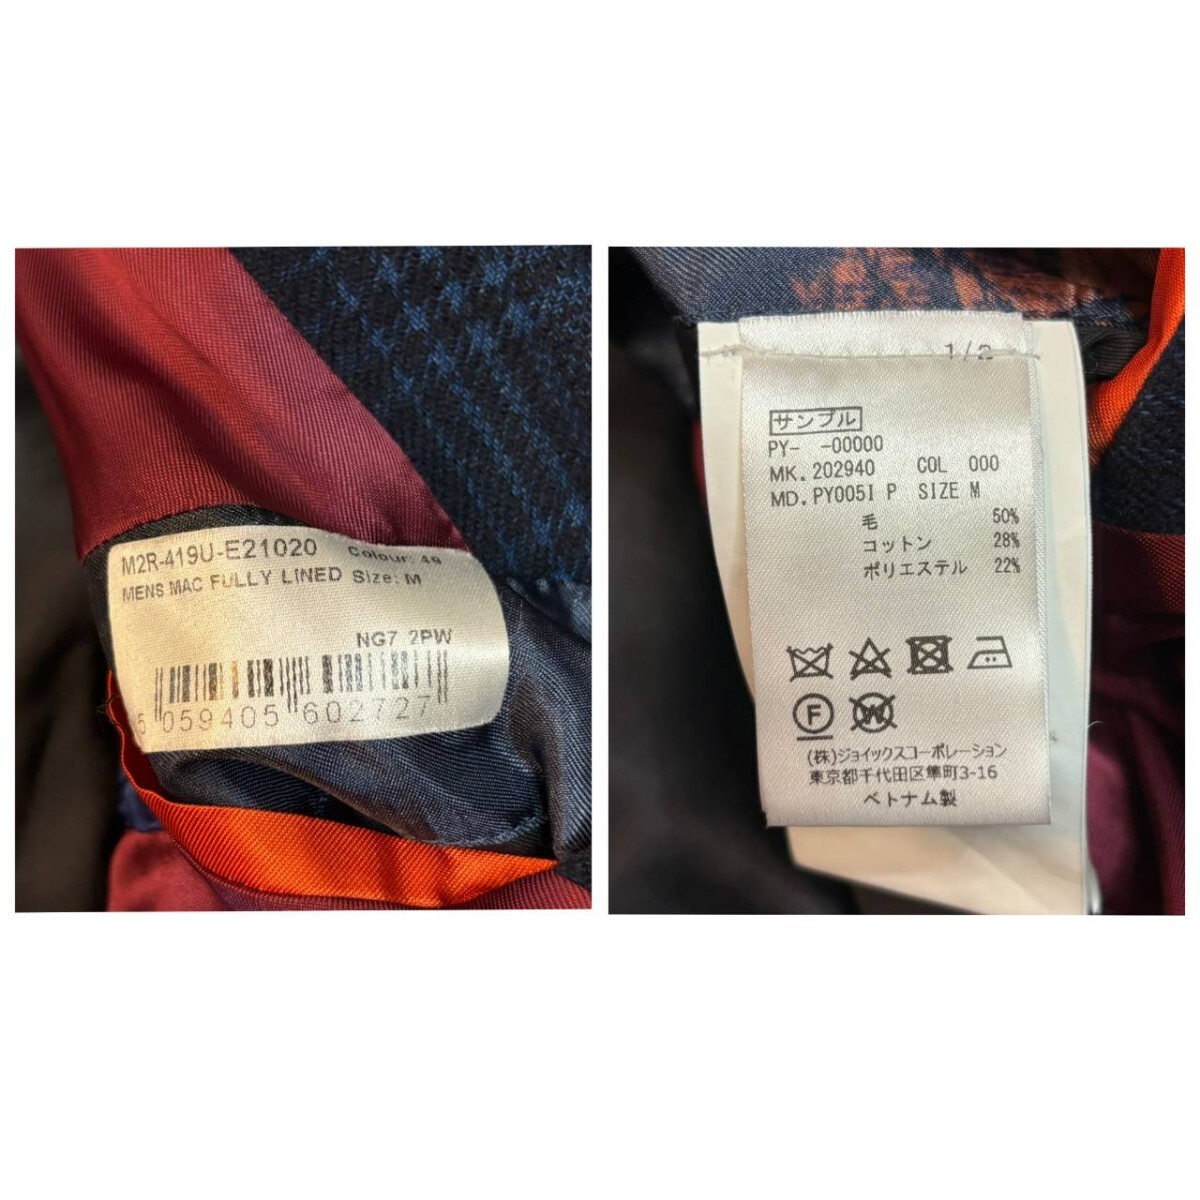 M2R-419U-E21020 Colour: 49
MENS MAC FULLY LINED Size: M
NG7 2PW
5 059405 602727
1/2
サンプル
PY- -00000
MK. 202940 COL 000
MD. PY005I P SIZE M
毛 50%
コットン 28%
ポリエステル 22%
F W
(株)ジョイックスコーポレーション
東京都千代田区隼町3-16
ベトナム製